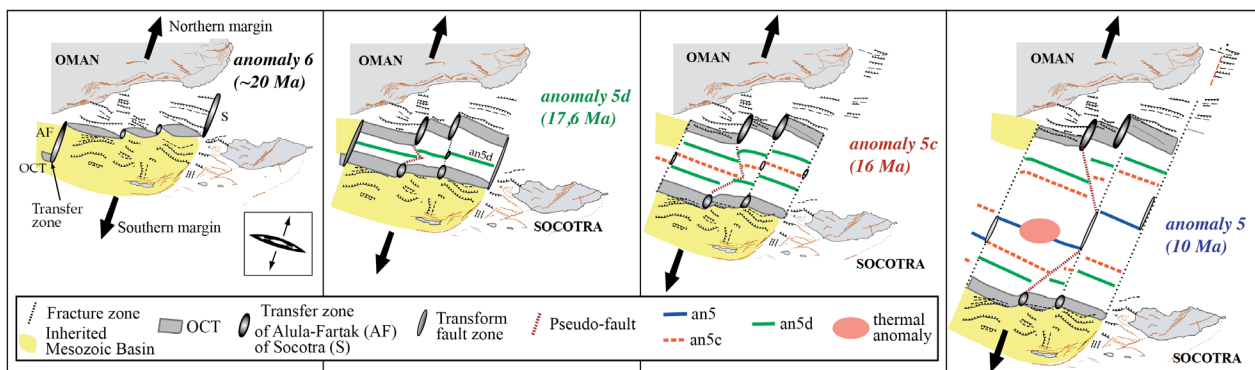 Northern margin
OMAN
anomaly 6
(~20 Ma)
S
AF
OCT
Transfer
zone
Southern margin
anomaly 5d
(17,6 Ma)
an5d
SOCOTRA
anomaly 5c
(16 Ma)
SOCOTRA
OMAN
anomaly 5
(10 Ma)
SOCOTRA
Fracture zone
Inherited
Mesozoic Basin
OCT
Transfer zone
of Alula-Fartak (AF)
of Socotra (S)
Transform
fault zone
Pseudo-fault
an5
an5c
an5d
thermal
anomaly